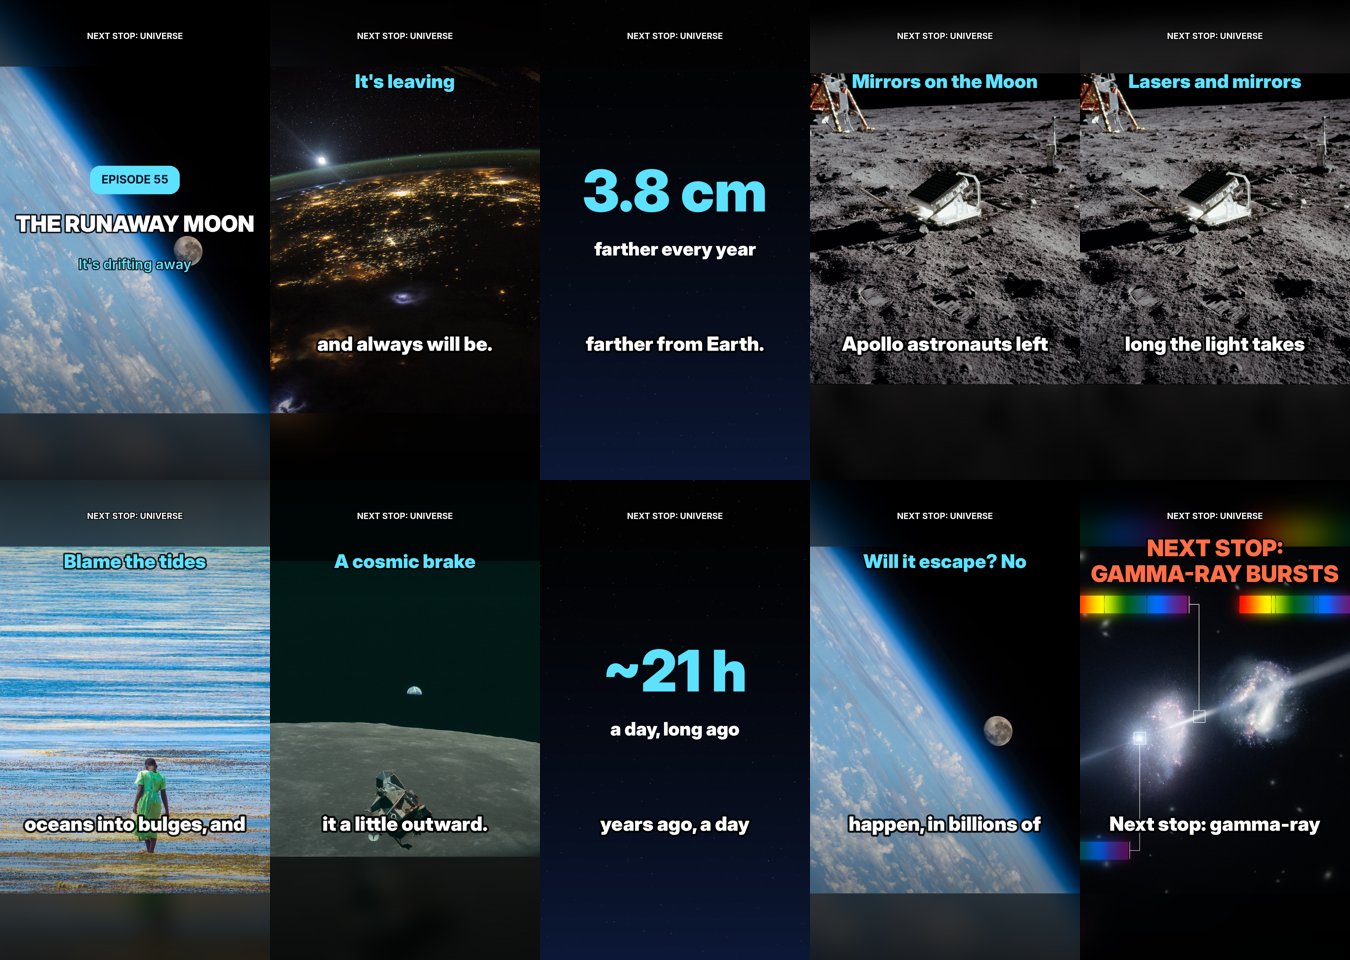 NEXT STOP: UNIVERSE
EPISODE 55
THE RUNAWAY MOON
It's drifting away
NEXT STOP: UNIVERSE
It's leaving
and always will be.
NEXT STOP: UNIVERSE
3.8 cm
farther every year
farther from Earth.
NEXT STOP: UNIVERSE
Mirrors on the Moon
Apollo astronauts left
NEXT STOP: UNIVERSE
Lasers and mirrors
long the light takes
NEXT STOP: UNIVERSE
Blame the tides
oceans into bulges, and
NEXT STOP: UNIVERSE
A cosmic brake
it a little outward.
NEXT STOP: UNIVERSE
~21 h
a day, long ago
years ago, a day
NEXT STOP: UNIVERSE
Will it escape? No
happen, in billions of
NEXT STOP: UNIVERSE
NEXT STOP:
GAMMA-RAY BURSTS
Next stop: gamma-ray